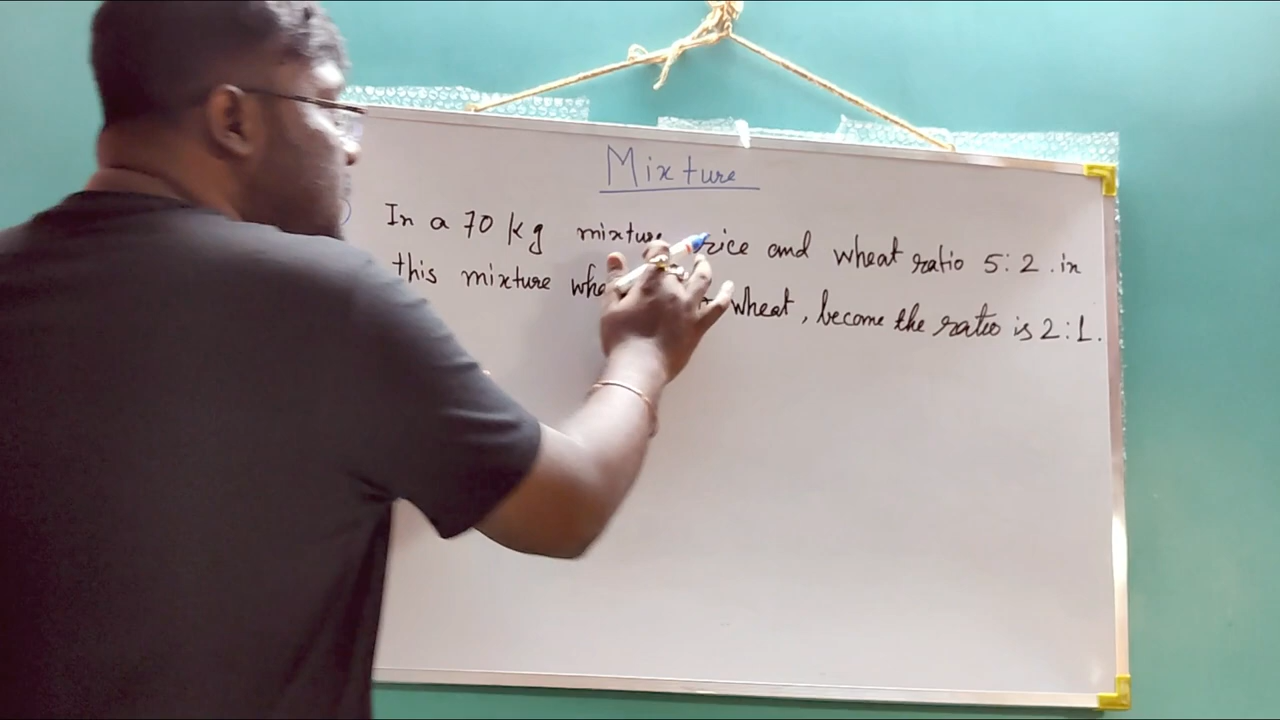 Mixture
In a 70 kg mixture rice and wheat ratio 5:2 .in
this mixture wheat, become the ratio is 2:1.